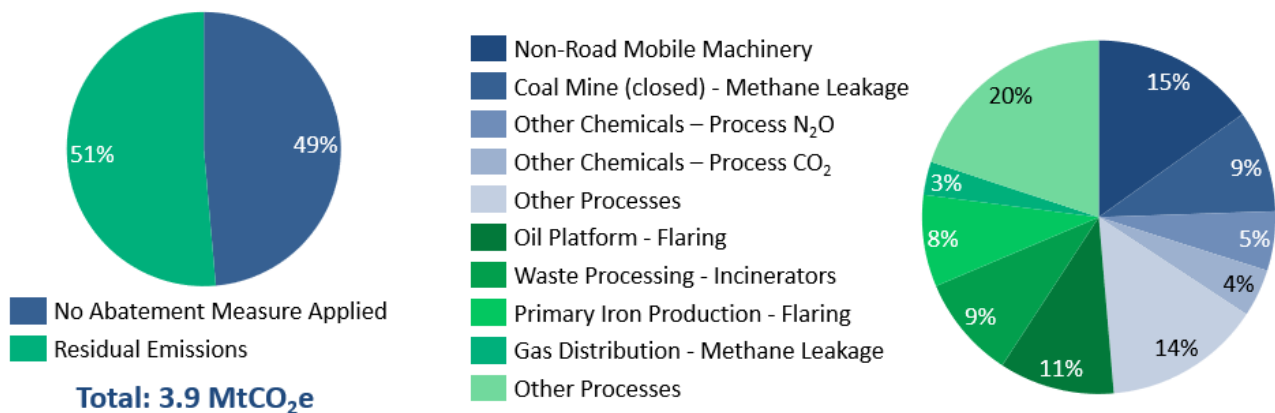 51%
49%
No Abatement Measure Applied
Residual Emissions
Total: 3.9 MtCO₂e
Non-Road Mobile Machinery
Coal Mine (closed) - Methane Leakage
Other Chemicals – Process N₂O
Other Chemicals – Process CO₂
Other Processes
Oil Platform - Flaring
Waste Processing - Incinerators
Primary Iron Production - Flaring
Gas Distribution - Methane Leakage
Other Processes
15%
9%
5%
4%
14%
11%
9%
8%
3%
20%